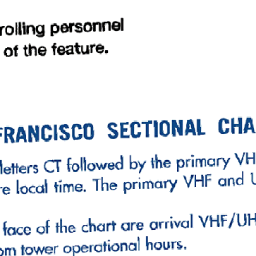 rolling personnel
of the feature.
FRANCISCO SECTIONAL CHA
letters CT followed by the primary VH
re local time. The primary VHF and U
face of the chart are arrival VHF/UH
om tower operational hours.